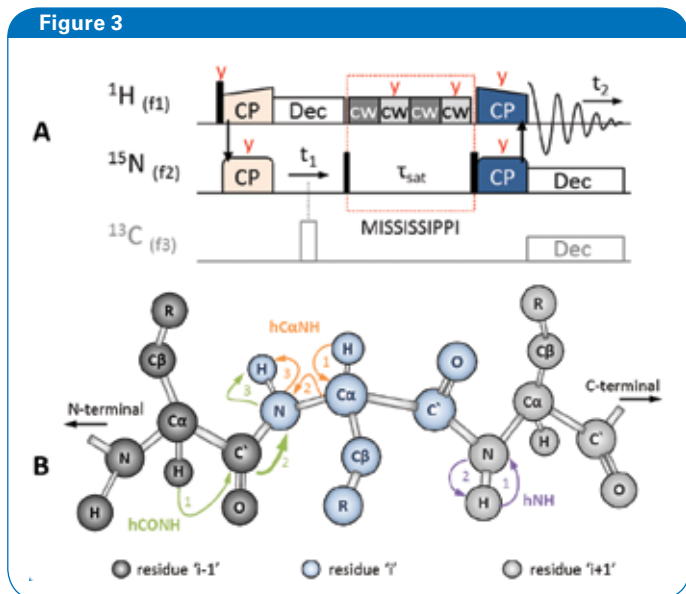 Figure 3
y
y
y
y
¹H (f1)
CP
Dec
cw
cw
cw
cw
CP
t₂
A
y
y
¹⁵N (f2)
CP
t₁
τsat
CP
Dec
MISSISSIPPI
¹³C (f3)
Dec
R
R
hCαNH
Cβ
H
H
O
Cβ
1
3
2
3
C-terminal
N-terminal
Cα
N
Cα
C`
Cα
2
B
N
H
C`
Cβ
N
H
C`
1
2
1
H
O
R
H
O
hCONH
hNH
residue 'i-1'
residue 'i'
residue 'i+1'